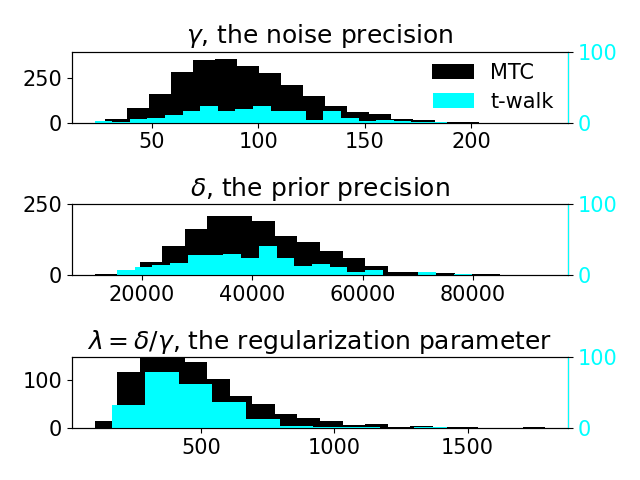 γ, the noise precision
250
0
100
0
MTC
t-walk
50 100 150 200
δ, the prior precision
250
0
100
0
20000 40000 60000 80000
λ = δ/γ, the regularization parameter
100
0
100
0
500 1000 1500